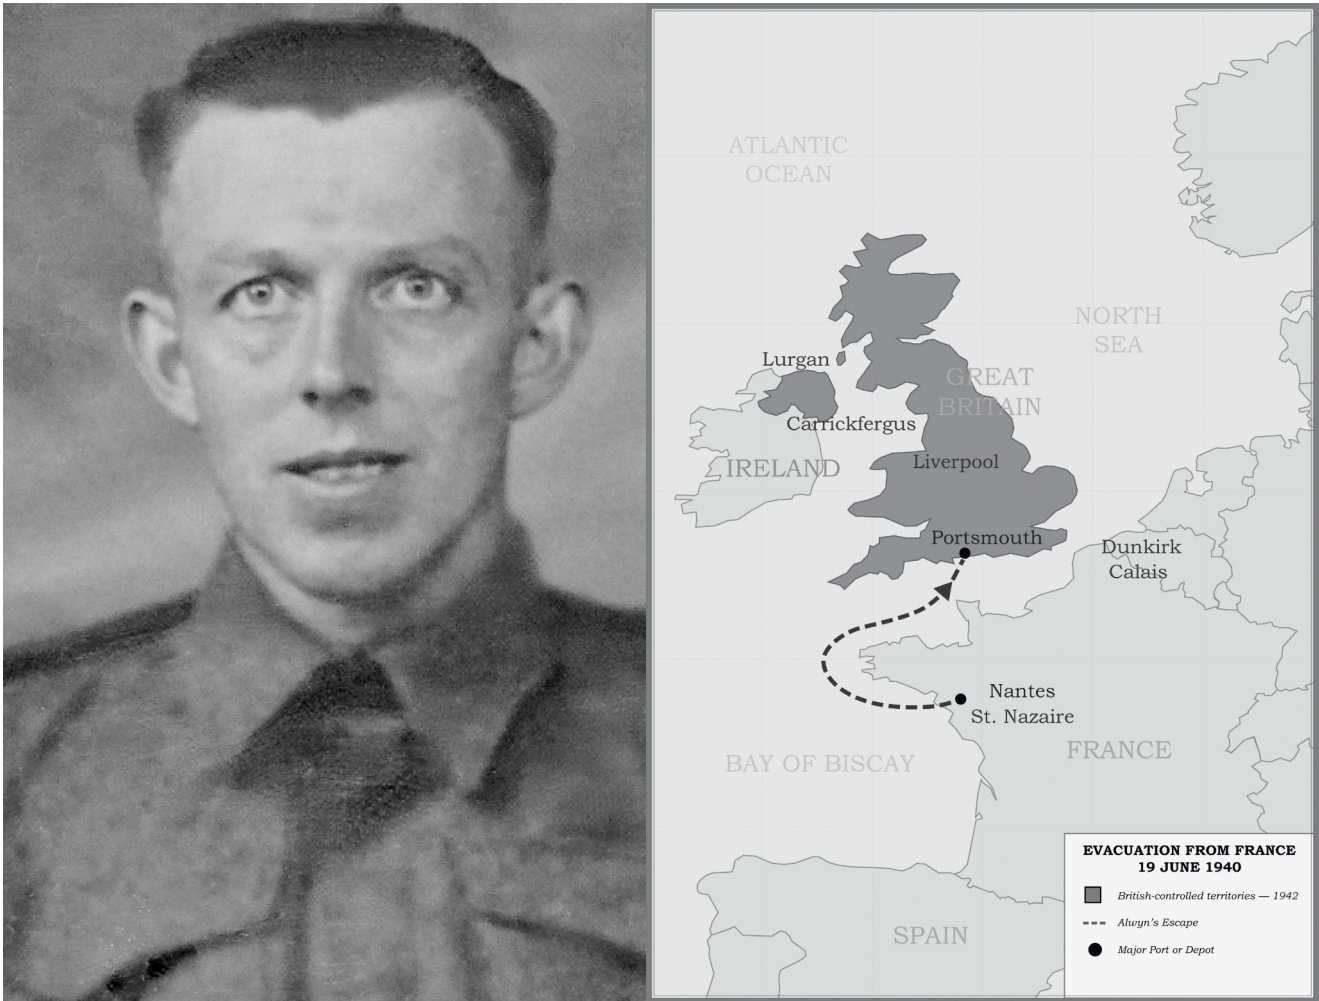 ATLANTIC
OCEAN
NORTH
SEA
Lurgan
GREAT
BRITAIN
Carrickfergus
IRELAND
Liverpool
Portsmouth
Dunkirk
Calais
Nantes
St. Nazaire
FRANCE
BAY OF BISCAY
SPAIN
EVACUATION FROM FRANCE
19 JUNE 1940
British-controlled territories — 1942
Alwyn's Escape
Major Port or Depot